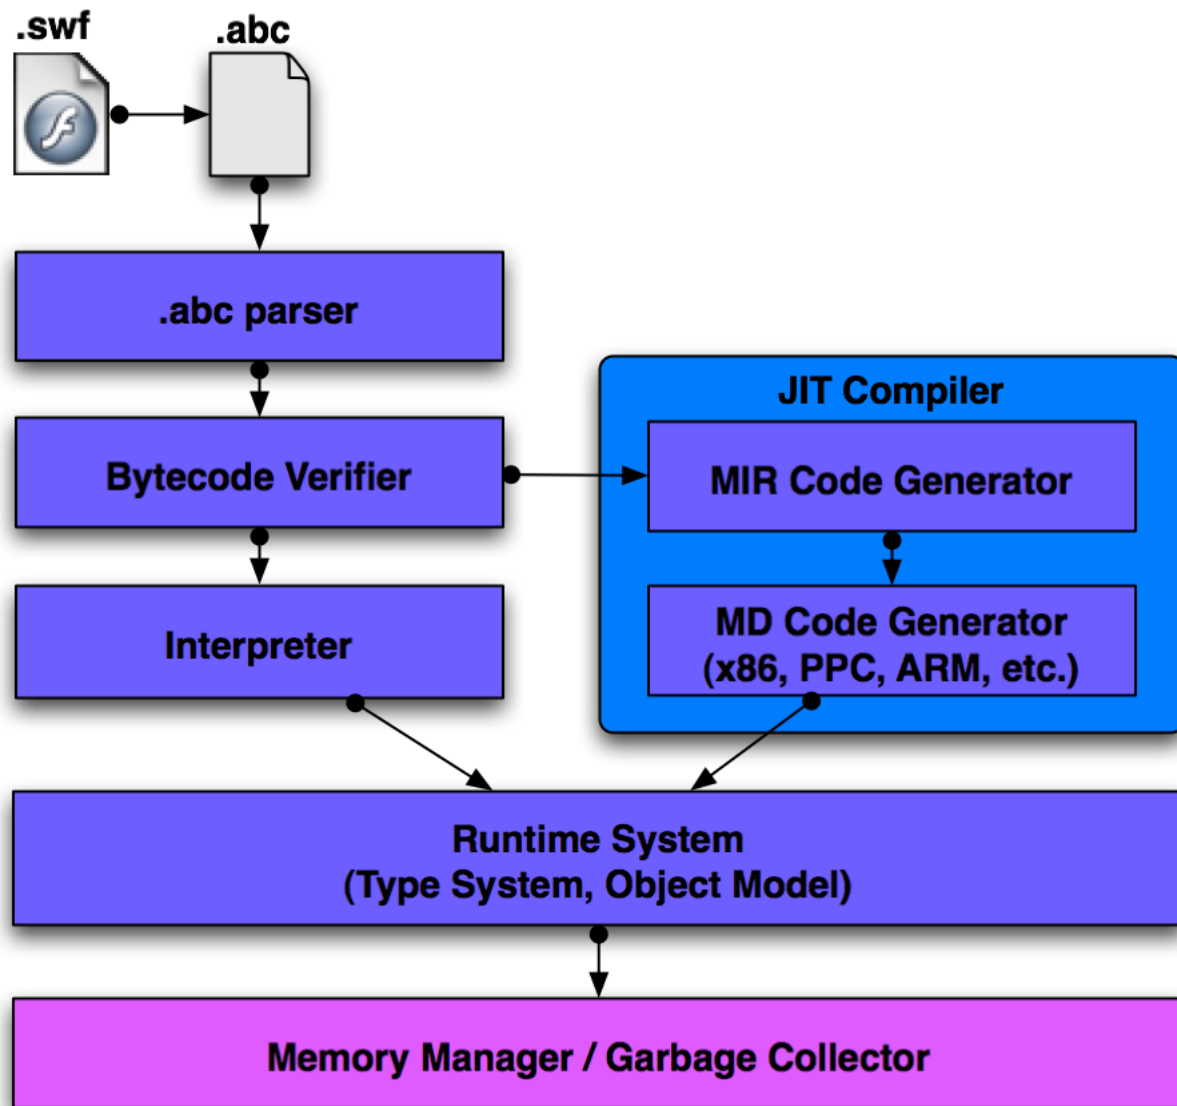 .swf
.abc
.abc parser
JIT Compiler
Bytecode Verifier
MIR Code Generator
Interpreter
MD Code Generator
(x86, PPC, ARM, etc.)
Runtime System
(Type System, Object Model)
Memory Manager / Garbage Collector